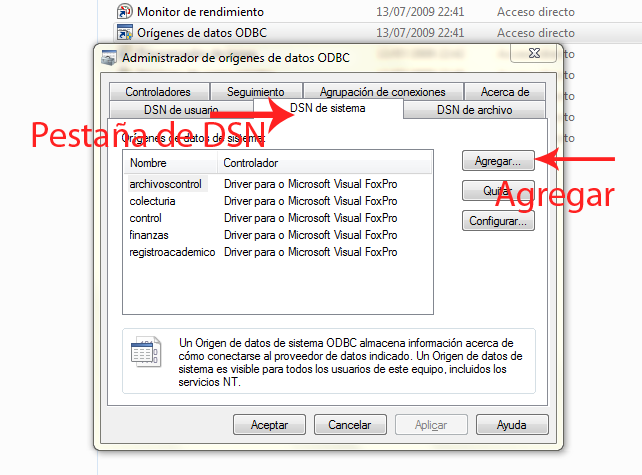 Monitor de rendimiento 13/07/2009 22:41 Acceso directo
Orígenes de datos ODBC 13/07/2009 22:41 Acceso directo
Administrador de orígenes de datos ODBC
Controladores Seguimiento Agrupación de conexiones Acerca de
DSN de usuario DSN de sistema DSN de archivo
Pestaña de DSN
Orígenes de datos de sistema:
Nombre Controlador
Agregar...
archivoscontrol Driver para o Microsoft Visual FoxPro
Quitar
Agregar
colecturia Driver para o Microsoft Visual FoxPro
control Driver para o Microsoft Visual FoxPro
Configurar...
finanzas Driver para o Microsoft Visual FoxPro
registroacademico Driver para o Microsoft Visual FoxPro
Un Origen de datos de sistema ODBC almacena información acerca de
cómo conectarse al proveedor de datos indicado. Un Origen de datos de
sistema es visible para todos los usuarios de este equipo, incluidos los
servicios NT.
Aceptar Cancelar Aplicar Ayuda